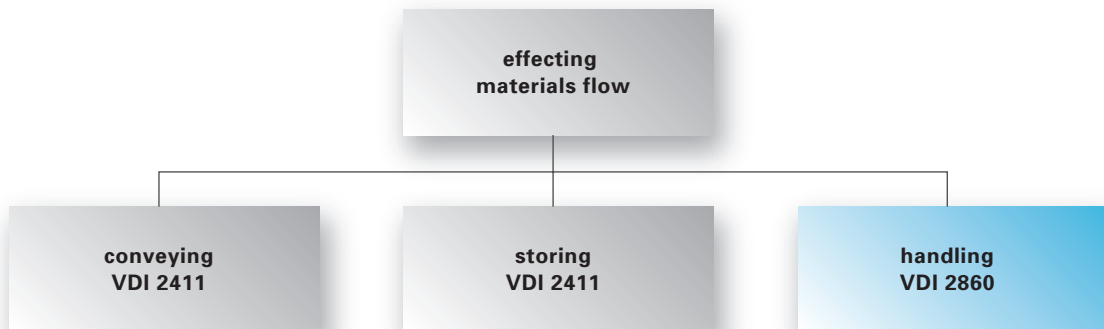 effecting
materials flow
conveying
VDI 2411
storing
VDI 2411
handling
VDI 2860